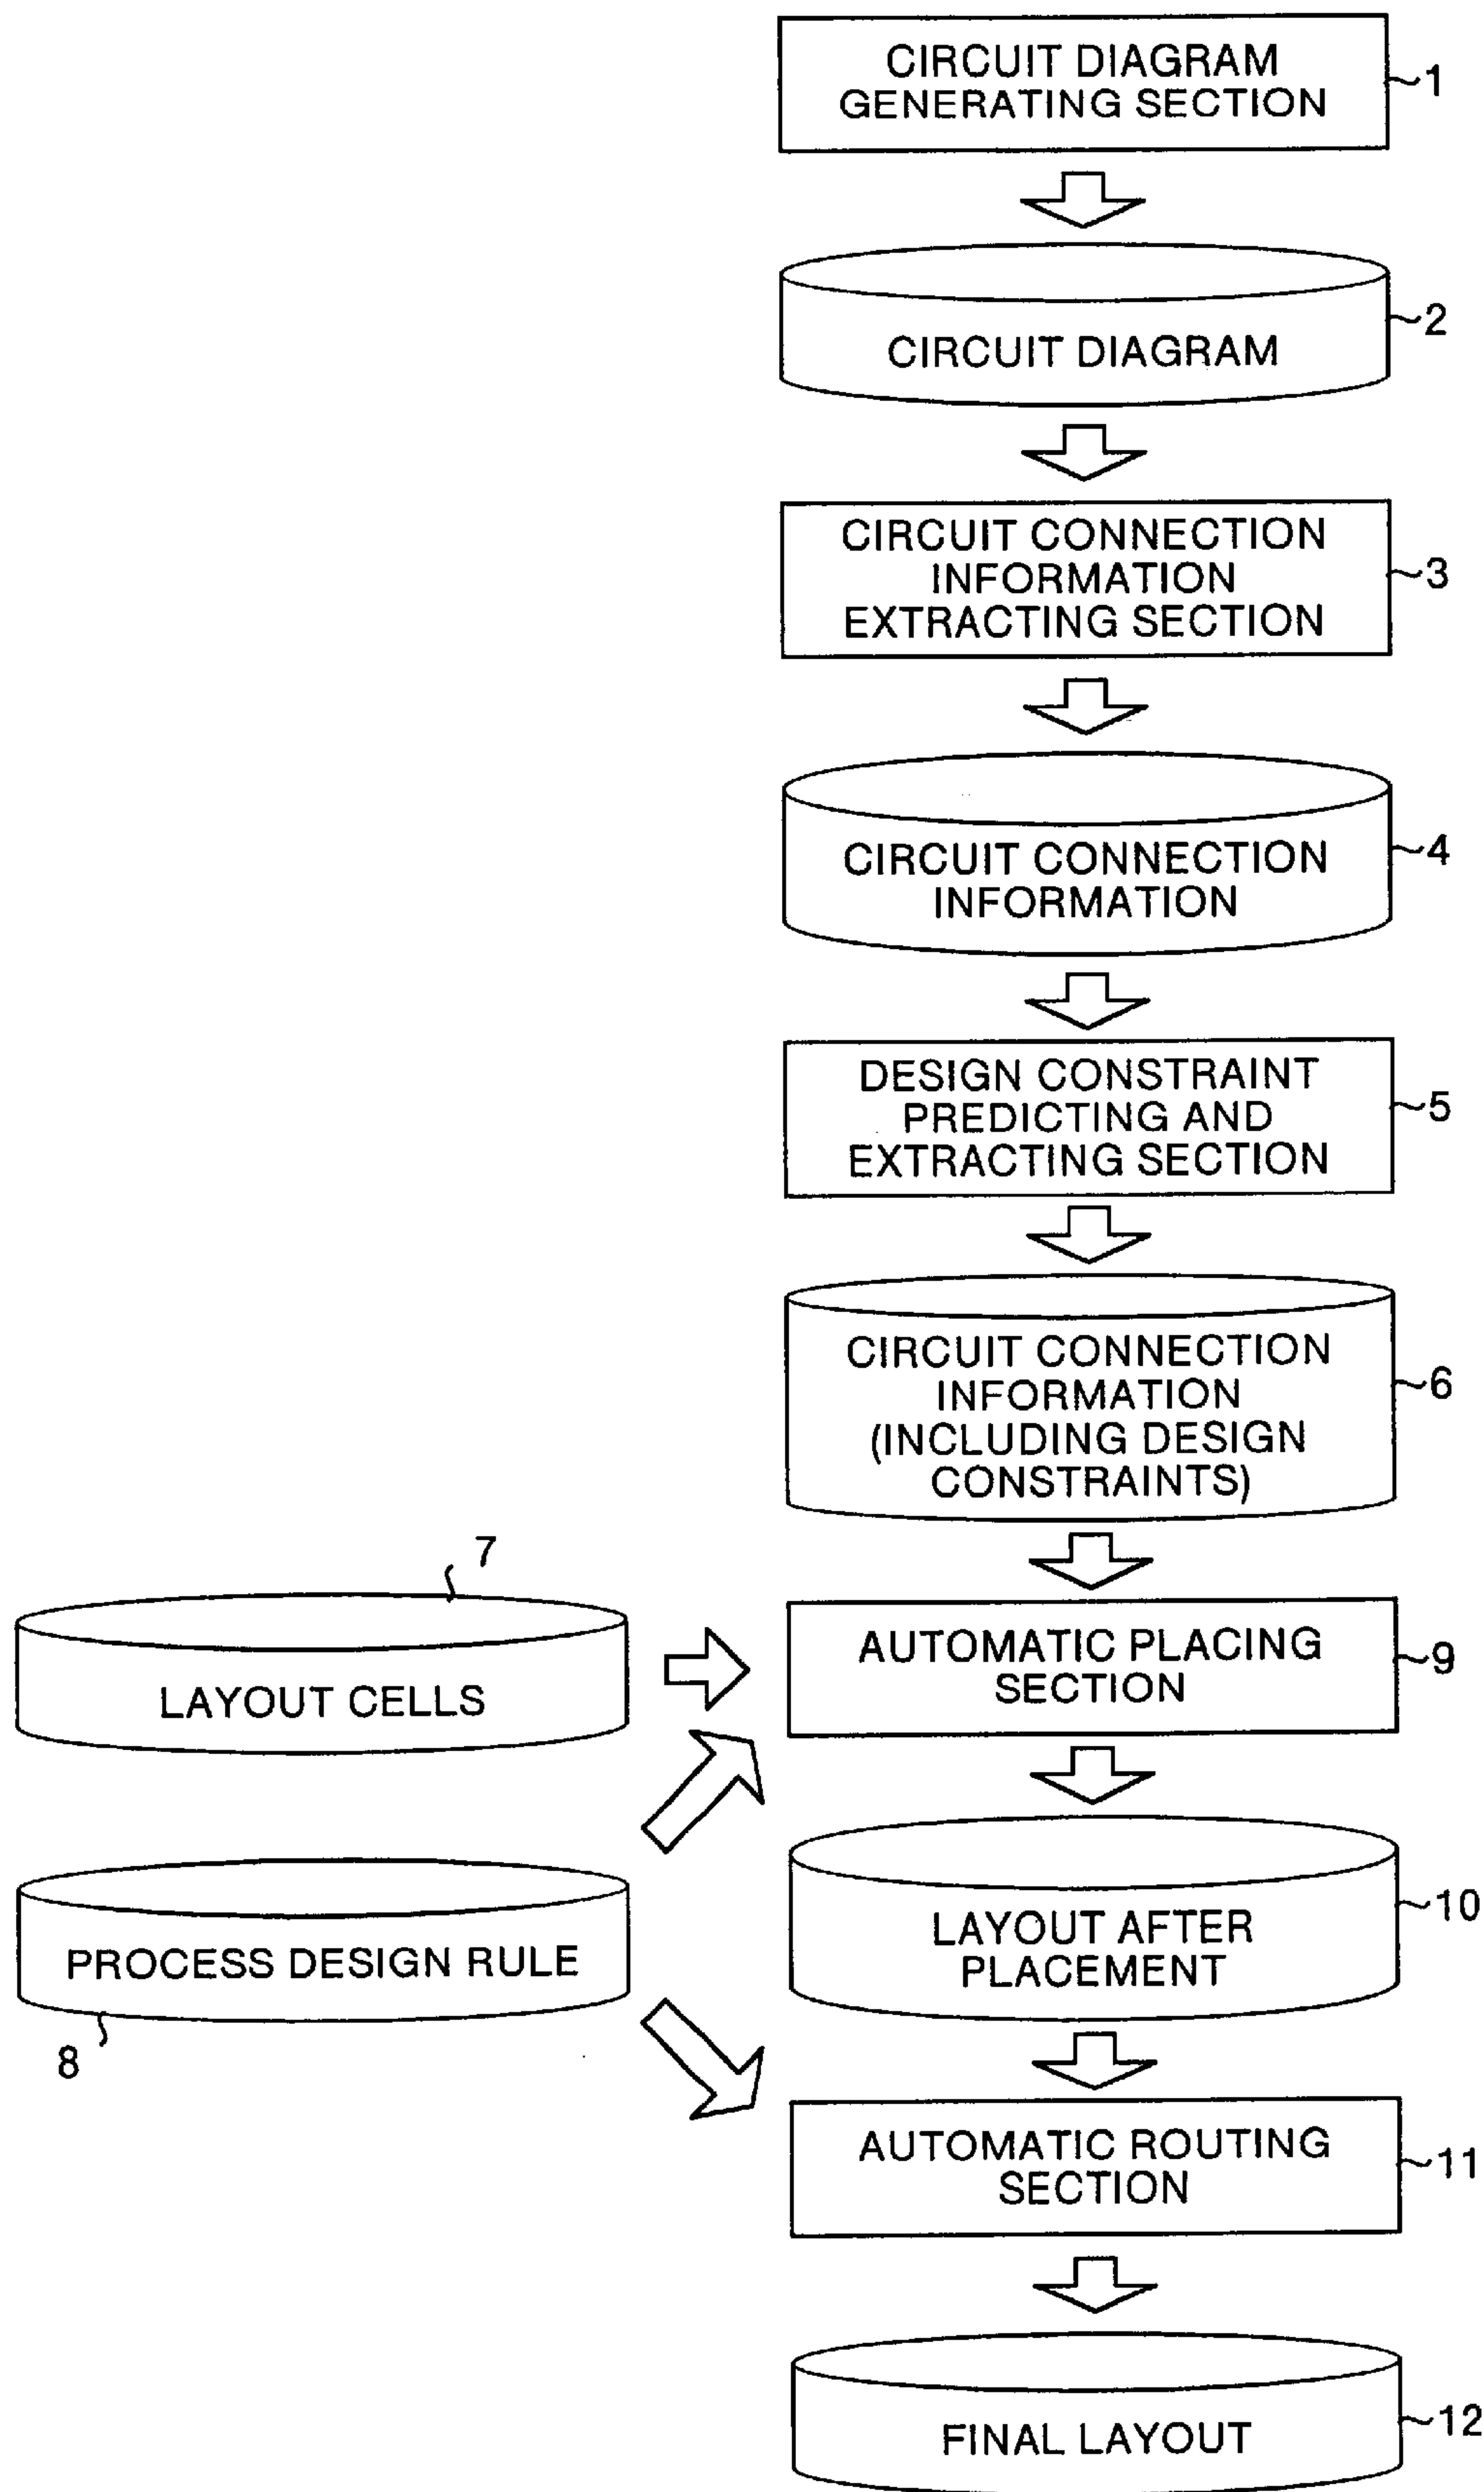 CIRCUIT DIAGRAM
GENERATING SECTION
1
2
CIRCUIT DIAGRAM
CIRCUIT CONNECTION
INFORMATION
EXTRACTING SECTION
3
4
CIRCUIT CONNECTION
INFORMATION
DESIGN CONSTRAINT
PREDICTING AND
EXTRACTING SECTION
5
CIRCUIT CONNECTION
INFORMATION
(INCLUDING DESIGN
CONSTRAINTS)
6
7
LAYOUT CELLS
AUTOMATIC PLACING
SECTION
9
PROCESS DESIGN RULE
8
10
LAYOUT AFTER
PLACEMENT
AUTOMATIC ROUTING
SECTION
11
12
FINAL LAYOUT